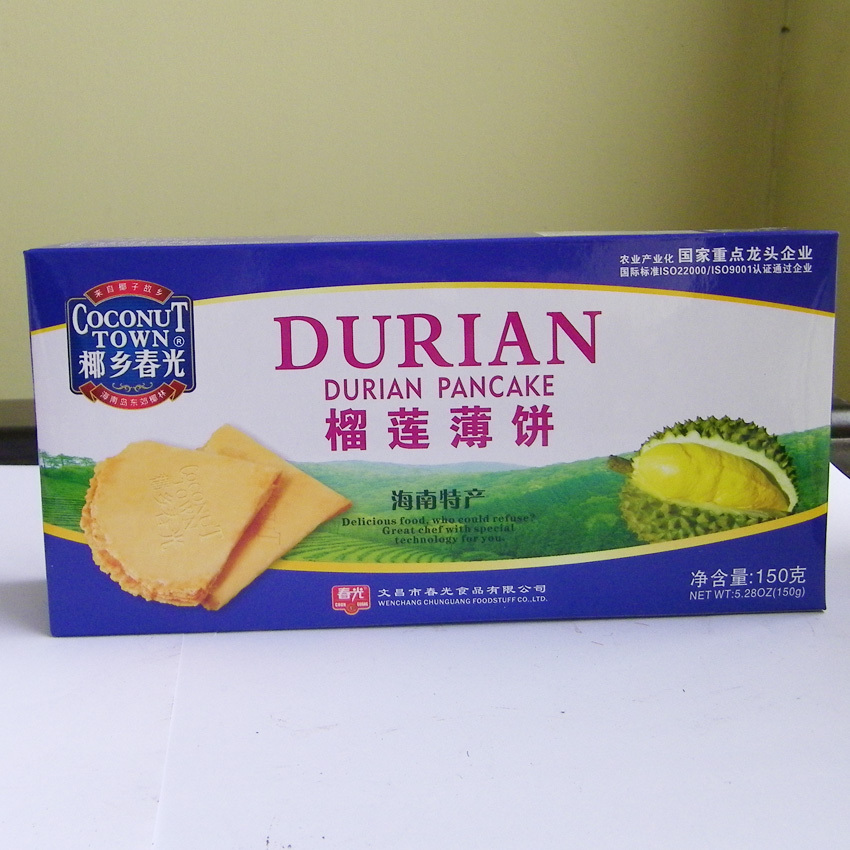 农业产业化 国家重点龙头企业
国际标准ISO22000/ISO9001认证通过企业
来自椰子故乡
COCONUT
TOWN®
椰乡春光
海南岛东郊椰林
DURIAN
DURIAN PANCAKE
榴莲薄饼
海南特产
Delicious food, who could refuse?
Great chef with special
technology for you.
春光
文昌市春光食品有限公司
WENCHANG CHUNGUANG FOODSTUFF CO.,LTD.
净含量:150克
NET WT:5.28OZ(150g)